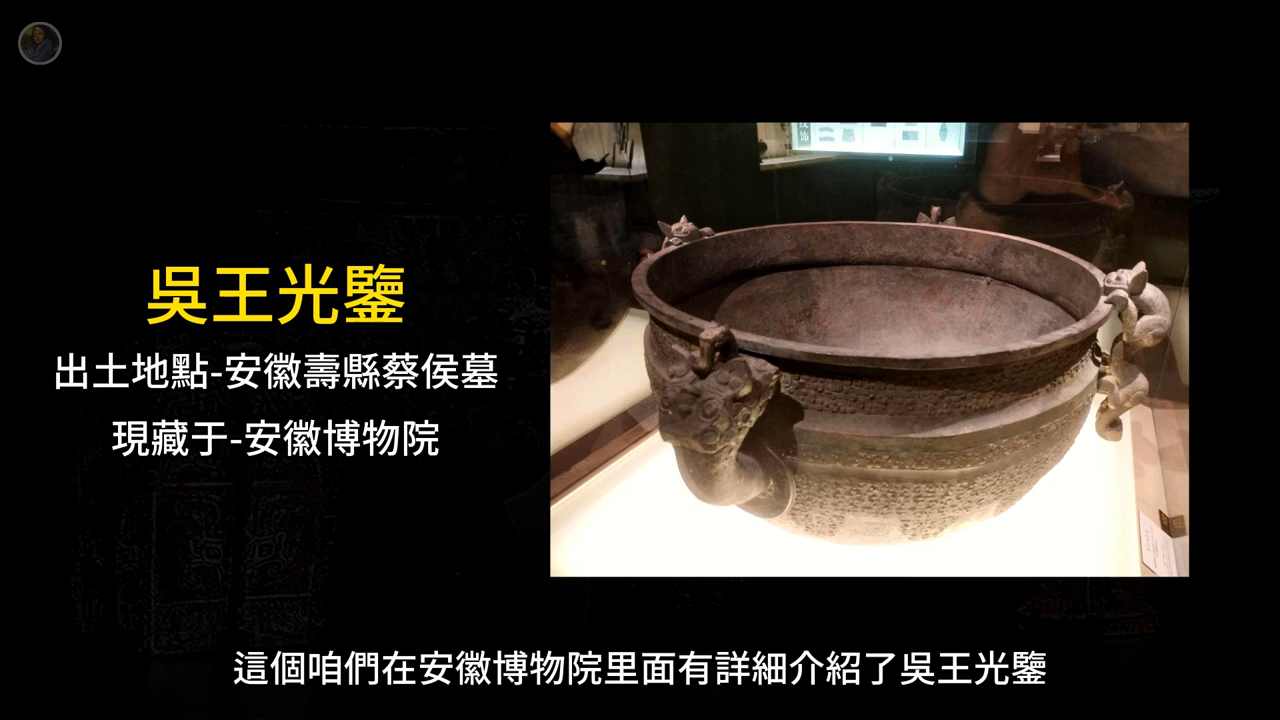 吳王光鑒
出土地點-安徽壽縣蔡侯墓
現藏于-安徽博物院
這個咱們在安徽博物院里面有詳細介紹了吳王光鑒